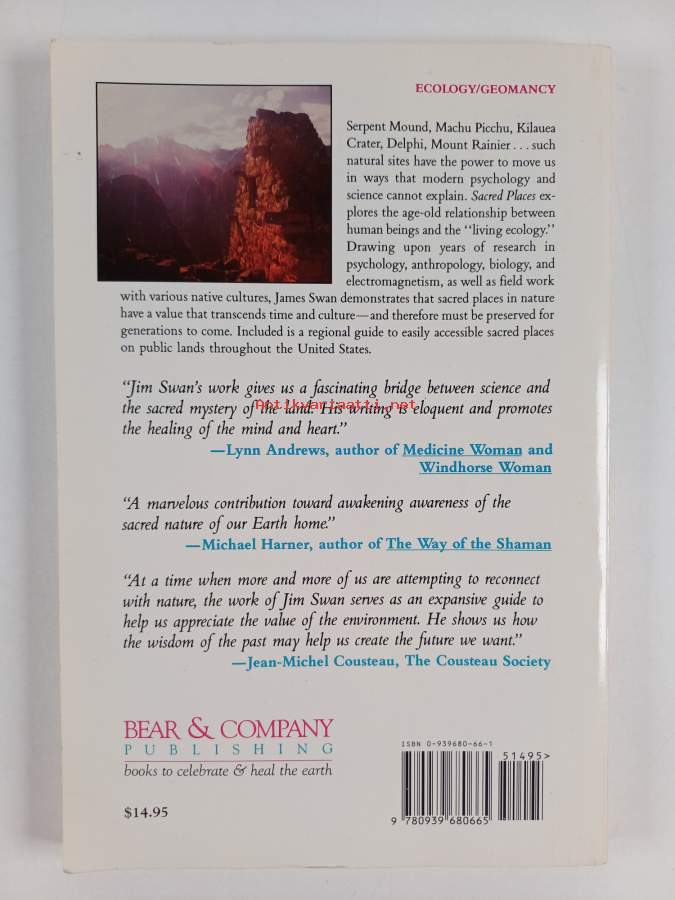 ECOLOGY/GEOMANCY
Serpent Mound, Machu Picchu, Kilauea
Crater, Delphi, Mount Rainier . . . such
natural sites have the power to move us
in ways that modern psychology and
science cannot explain. Sacred Places ex-
plores the age-old relationship between
human beings and the "living ecology."
Drawing upon years of research in
psychology, anthropology, biology, and
electromagnetism, as well as field work
with various native cultures, James Swan demonstrates that sacred places in nature
have a value that transcends time and culture—and therefore must be preserved for
generations to come. Included is a regional guide to easily accessible sacred places
on public lands throughout the United States.
"Jim Swan's work gives us a fascinating bridge between science and
the sacred mystery of the land. His writing is eloquent and promotes
Antikvariaatti.net
the healing of the mind and heart."
—Lynn Andrews, author of Medicine Woman and
Windhorse Woman
"A marvelous contribution toward awakening awareness of the
sacred nature of our Earth home."
—Michael Harner, author of The Way of the Shaman
"At a time when more and more of us are attempting to reconnect
with nature, the work of Jim Swan serves as an expansive guide to
help us appreciate the value of the environment. He shows us how
the wisdom of the past may help us create the future we want."
—Jean-Michel Cousteau, The Cousteau Society
BEAR & COMPANY
PUBLISHING
books to celebrate & heal the earth
$14.95
ISBN 0-939680-66-1
51495>
9 780939 680665